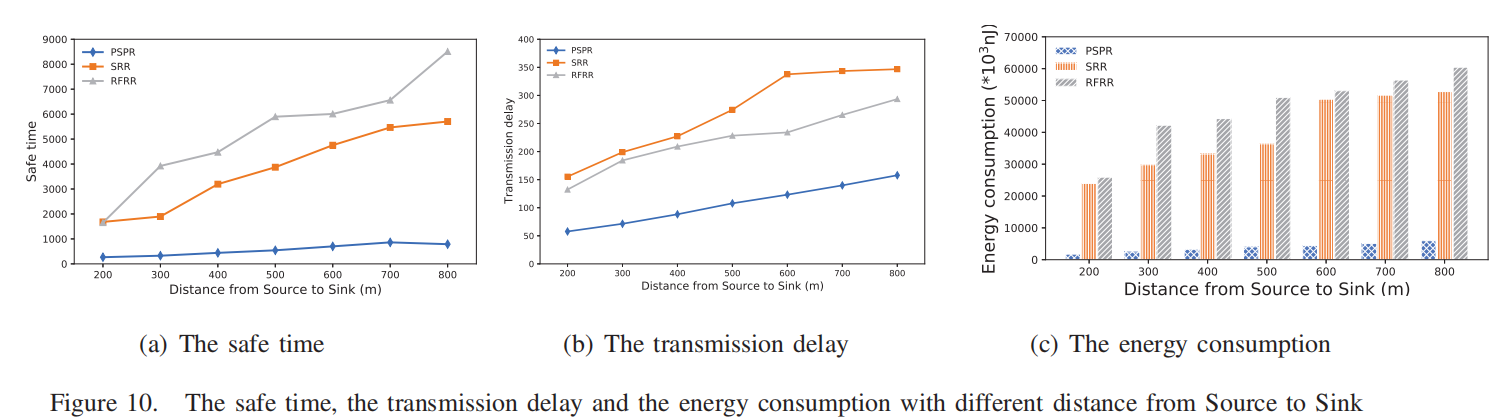 9000
8000
7000
6000
5000
4000
3000
2000
1000
0
Safe time
PSPR
SRR
RFRR
200 300 400 500 600 700 800
Distance from Source to Sink (m)
(a) The safe time
400
350
300
250
200
150
100
50
0
Transmission delay
PSPR
SRR
RFRR
200 300 400 500 600 700 800
Distance from Source to Sink (m)
(b) The transmission delay
70000
60000
50000
40000
30000
20000
10000
0
Energy consumption (*10³nJ)
PSPR
SRR
RFRR
200 300 400 500 600 700 800
Distance from Source to Sink (m)
(c) The energy consumption
Figure 10. The safe time, the transmission delay and the energy consumption with different distance from Source to Sink